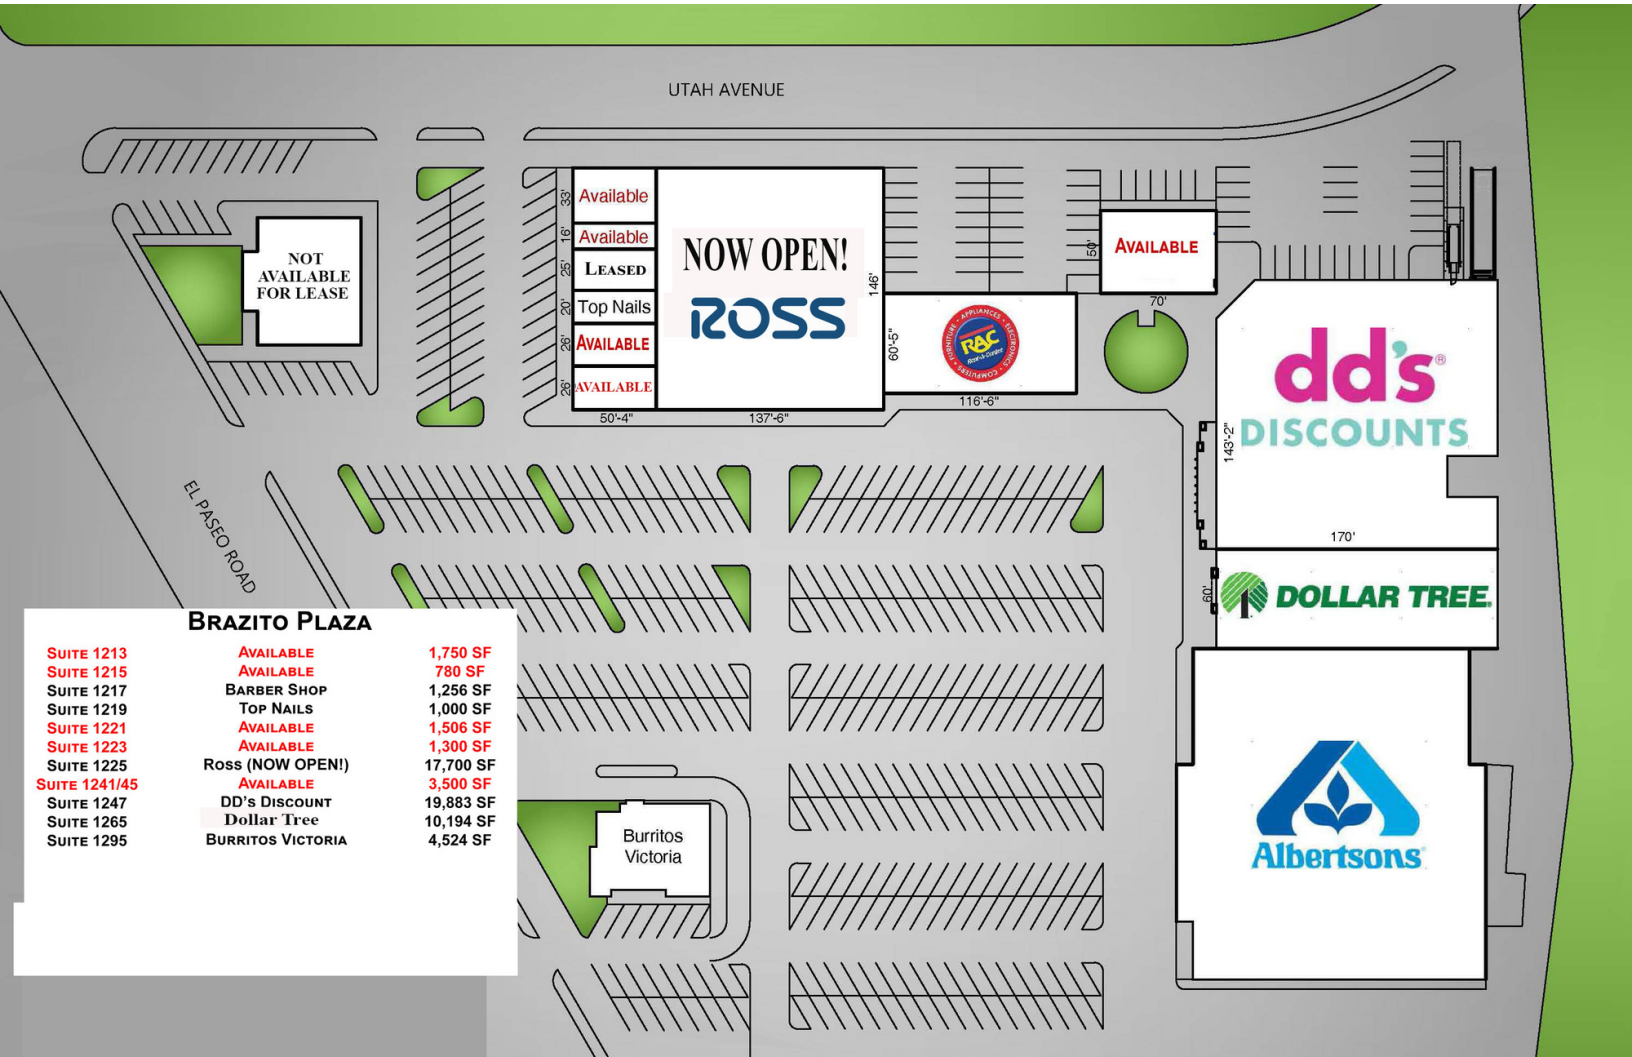 UTAH AVENUE
NOT
AVAILABLE
FOR LEASE
33'
Available
16'
Available
25'
LEASED
20'
Top Nails
26'
AVAILABLE
26'
AVAILABLE
50'-4"
NOW OPEN!
ROSS
146'
137'-6"
60'-5"
FURNITURE • APPLIANCES • ELECTRONICS • COMPUTERS •
RAC
Rent-A-Center
116'-6"
50'
AVAILABLE
70'
dd's®
DISCOUNTS
143'-2"
170'
60'
DOLLAR TREE.
Albertsons
EL PASEO ROAD
Burritos
Victoria
BRAZITO PLAZA
SUITE 1213 AVAILABLE 1,750 SF
SUITE 1215 AVAILABLE 780 SF
SUITE 1217 BARBER SHOP 1,256 SF
SUITE 1219 TOP NAILS 1,000 SF
SUITE 1221 AVAILABLE 1,506 SF
SUITE 1223 AVAILABLE 1,300 SF
SUITE 1225 ROSS (NOW OPEN!) 17,700 SF
SUITE 1241/45 AVAILABLE 3,500 SF
SUITE 1247 DD'S DISCOUNT 19,883 SF
SUITE 1265 Dollar Tree 10,194 SF
SUITE 1295 BURRITOS VICTORIA 4,524 SF